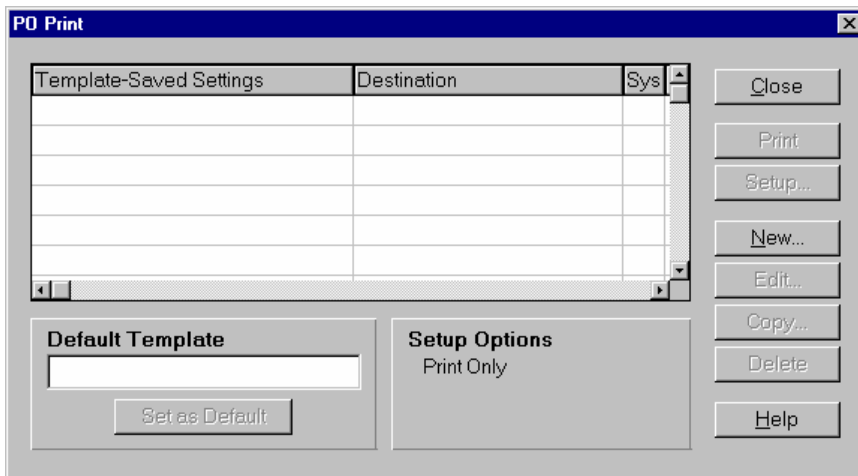 PO Print
Template-Saved Settings Destination Sys
Close
Print
Setup...
New...
Edit...
Copy...
Delete
Help
Default Template
Set as Default
Setup Options
Print Only